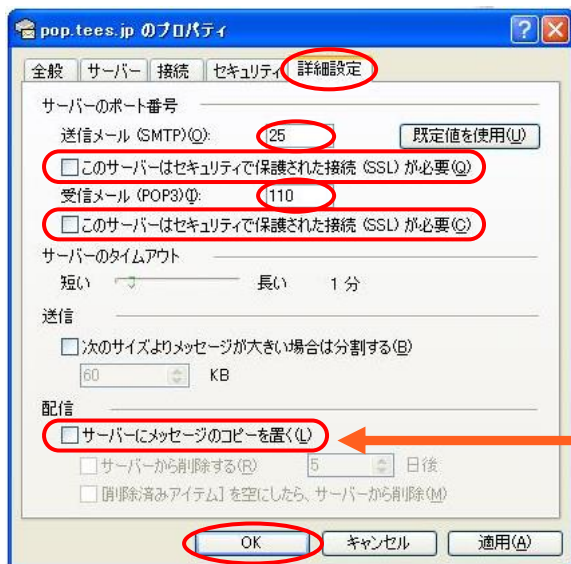 pop.tees.jp のプロパティ
全般 サーバー 接続 セキュリティ 詳細設定
サーバーのポート番号
送信メール (SMTP)(O): 25 既定値を使用(U)
このサーバーはセキュリティで保護された接続 (SSL) が必要(Q)
受信メール (POP3)(I): 110
このサーバーはセキュリティで保護された接続 (SSL) が必要(C)
サーバーのタイムアウト
短い 長い 1 分
送信
次のサイズよりメッセージが大きい場合は分割する(B)
60 KB
配信
サーバーにメッセージのコピーを置く(L)
サーバーから削除する(R) 5 日後
[削除済みアイテム] を空にしたら、サーバーから削除(M)
OK キャンセル 適用(A)